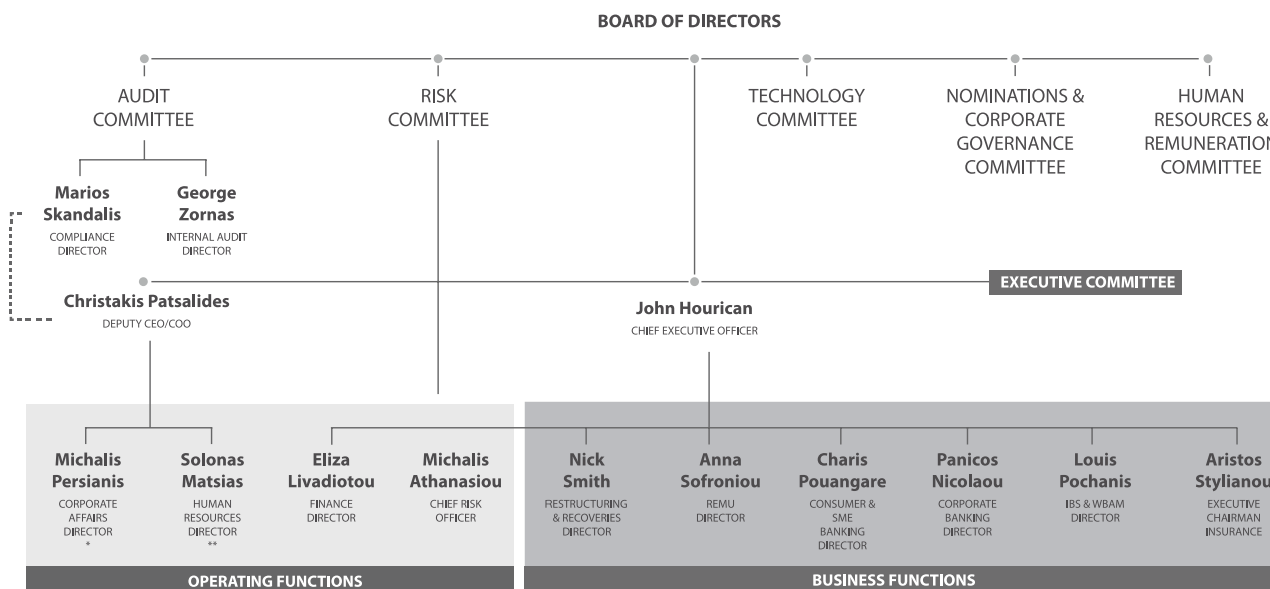 BOARD OF DIRECTORS
AUDIT
COMMITTEE
RISK
COMMITTEE
TECHNOLOGY
COMMITTEE
NOMINATIONS &
CORPORATE
GOVERNANCE
COMMITTEE
HUMAN
RESOURCES &
REMUNERATION
COMMITTEE
Marios
Skandalis
COMPLIANCE
DIRECTOR
George
Zornas
INTERNAL AUDIT
DIRECTOR
EXECUTIVE COMMITTEE
Christakis Patsalides
DEPUTY CEO/COO
John Hourican
CHIEF EXECUTIVE OFFICER
Michalis
Persianis
CORPORATE
AFFAIRS
DIRECTOR
*
Solonas
Matsias
HUMAN
RESOURCES
DIRECTOR
**
Eliza
Livadiotou
FINANCE
DIRECTOR
Michalis
Athanasiou
CHIEF RISK
OFFICER
Nick
Smith
RESTRUCTURING
& RECOVERIES
DIRECTOR
Anna
Sofroniou
REMU
DIRECTOR
Charis
Pouangare
CONSUMER &
SME
BANKING
DIRECTOR
Panicos
Nicolaou
CORPORATE
BANKING
DIRECTOR
Louis
Pochanis
IBS & WBAM
DIRECTOR
Aristos
Stylianou
EXECUTIVE
CHAIRMAN
INSURANCE
OPERATING FUNCTIONS
BUSINESS FUNCTIONS